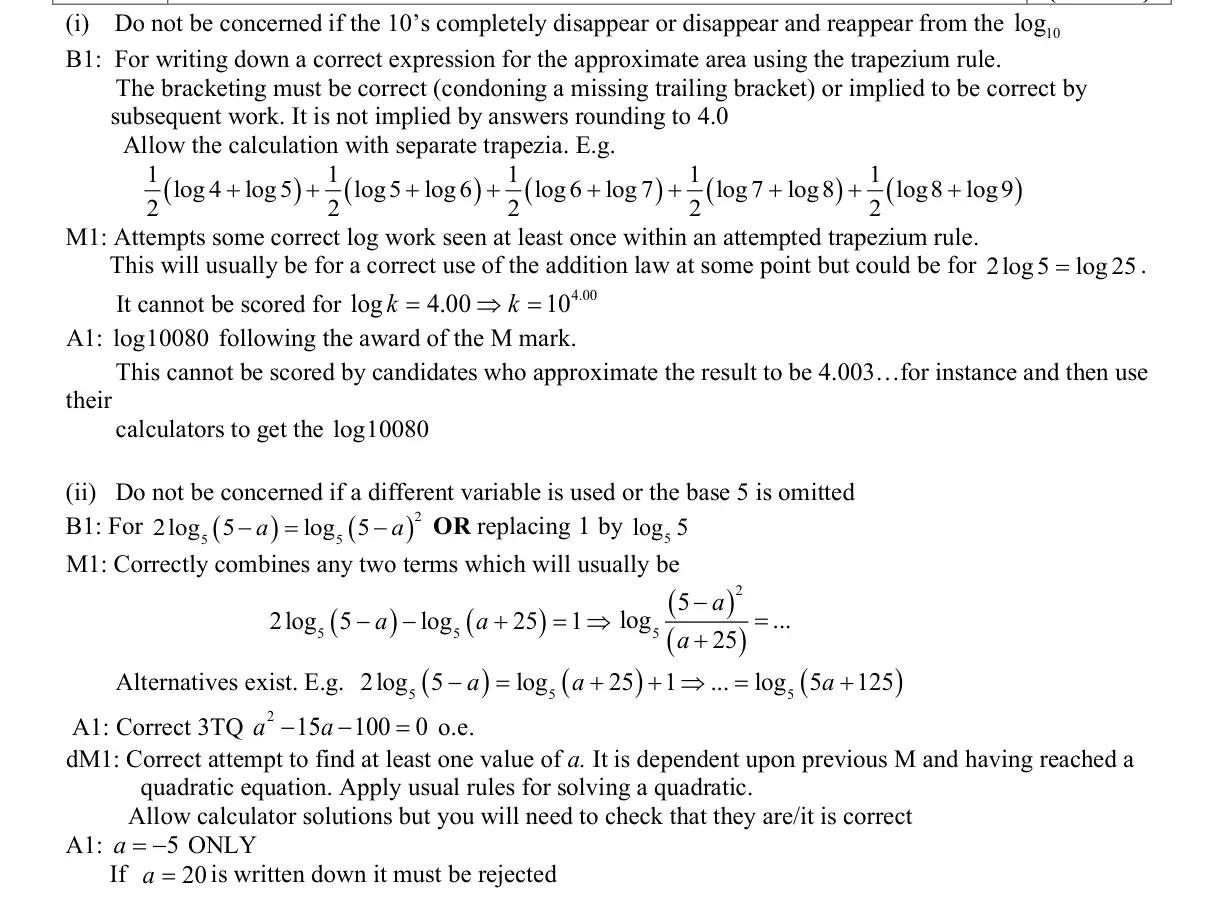 (i) Do not be concerned if the 10’s completely disappear or disappear and reappear from the log₁₀
B1: For writing down a correct expression for the approximate area using the trapezium rule.
The bracketing must be correct (condoning a missing trailing bracket) or implied to be correct by
subsequent work. It is not implied by answers rounding to 4.0
Allow the calculation with separate trapezia. E.g.
1/2(log 4 + log 5) + 1/2(log 5 + log 6) + 1/2(log 6 + log 7) + 1/2(log 7 + log 8) + 1/2(log 8 + log 9)
M1: Attempts some correct log work seen at least once within an attempted trapezium rule.
This will usually be for a correct use of the addition law at some point but could be for 2 log 5 = log 25 .
It cannot be scored for log k = 4.00 ⇒ k = 10^4.00
A1: log10080 following the award of the M mark.
This cannot be scored by candidates who approximate the result to be 4.003…for instance and then use
their
calculators to get the log10080
(ii) Do not be concerned if a different variable is used or the base 5 is omitted
B1: For 2 log₅ (5 − a) = log₅ (5 − a)² OR replacing 1 by log₅ 5
M1: Correctly combines any two terms which will usually be
2 log₅ (5 − a) − log₅ (a + 25) = 1 ⇒ log₅ (5 − a)²/(a + 25) = ...
Alternatives exist. E.g. 2 log₅ (5 − a) = log₅ (a + 25) + 1 ⇒ ... = log₅ (5a + 125)
A1: Correct 3TQ a² − 15a − 100 = 0 o.e.
dM1: Correct attempt to find at least one value of a. It is dependent upon previous M and having reached a
quadratic equation. Apply usual rules for solving a quadratic.
Allow calculator solutions but you will need to check that they are/it is correct
A1: a = −5 ONLY
If a = 20 is written down it must be rejected